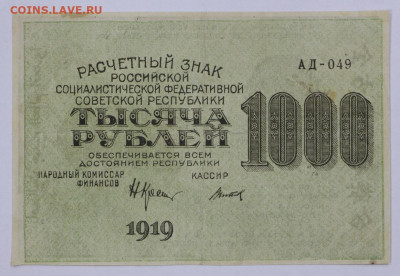 COINS.LAVE.RU
РАСЧЕТНЫЙ ЗНАК
РОССИЙСКОЙ
СОЦИАЛИСТИЧЕСКОЙ ФЕДЕРАТИВНОЙ
СОВЕТСКОЙ РЕСПУБЛИКИ
АД-049
ТЫСЯЧА
РУБЛЕЙ
1000
ОБЕСПЕЧИВАЕТСЯ ВСЕМ
ДОСТОЯНИЕМ РЕСПУБЛИКИ
НАРОДНЫЙ КОМИССАР
ФИНАНСОВ
КАССИР
1919